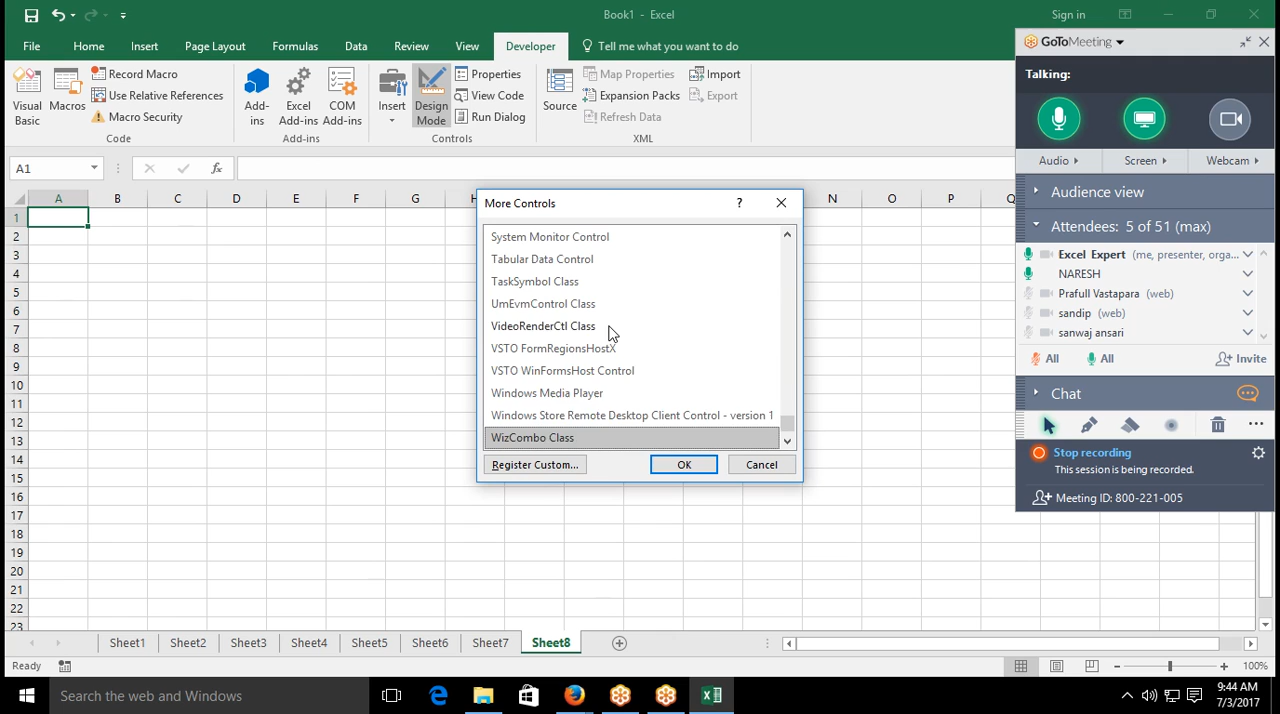 Book1 - Excel
Sign in
File Home Insert Page Layout Formulas Data Review View Developer Tell me what you want to do
Visual Basic
Macros
Record Macro
Use Relative References
Macro Security
Code
Add-ins
Excel Add-ins
COM Add-ins
Add-ins
Insert
Design Mode
Properties
View Code
Run Dialog
Controls
Source
Map Properties
Expansion Packs
Refresh Data
Import
Export
XML
A1
fx
A B C D E F G H N O P Q
1
2
3
4
5
6
7
8
9
10
11
12
13
14
15
16
17
18
19
20
21
22
23
More Controls
?
System Monitor Control
Tabular Data Control
TaskSymbol Class
UmEvmControl Class
VideoRenderCtl Class
VSTO FormRegionsHostX
VSTO WinFormsHost Control
Windows Media Player
Windows Store Remote Desktop Client Control - version 1
WizCombo Class
Register Custom...
OK
Cancel
GoToMeeting
Talking:
Audio
Screen
Webcam
Audience view
Attendees: 5 of 51 (max)
Excel Expert (me, presenter, orga...
NARESH
Prafull Vastapara (web)
sandip (web)
sanwaj ansari
All
All
Invite
Chat
Stop recording
This session is being recorded.
Meeting ID: 800-221-005
Sheet1 Sheet2 Sheet3 Sheet4 Sheet5 Sheet6 Sheet7 Sheet8
Ready
100%
Search the web and Windows
9:44 AM
7/3/2017